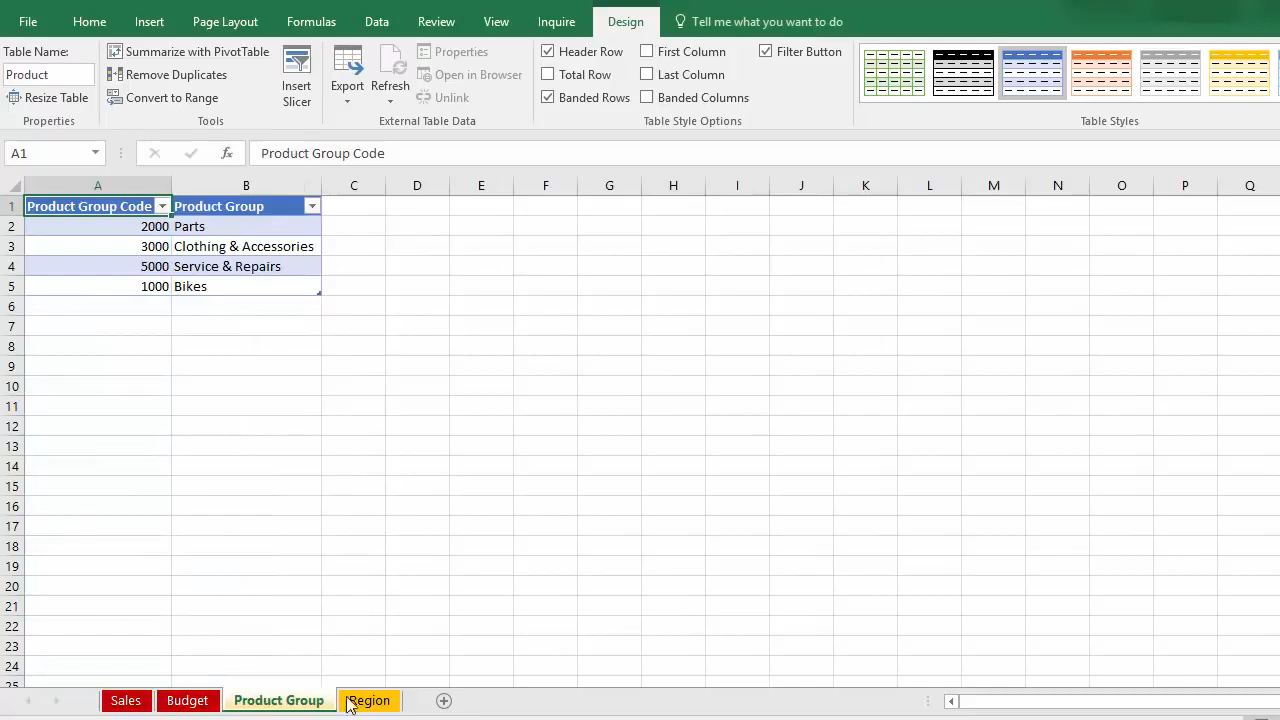 File Home Insert Page Layout Formulas Data Review View Inquire Design Tell me what you want to do
Table Name: Summarize with PivotTable Properties Header Row First Column Filter Button
Product Remove Duplicates Insert Slicer Export Refresh Open in Browser Total Row Last Column
Resize Table Convert to Range Unlink Banded Rows Banded Columns
Properties Tools External Table Data Table Style Options Table Styles
A1 fx Product Group Code
A B C D E F G H I J K L M N O P Q
1 Product Group Code Product Group
2 2000 Parts
3 3000 Clothing & Accessories
4 5000 Service & Repairs
5 1000 Bikes
6
7
8
9
10
11
12
13
14
15
16
17
18
19
20
21
22
23
24
25
Sales Budget Product Group Region